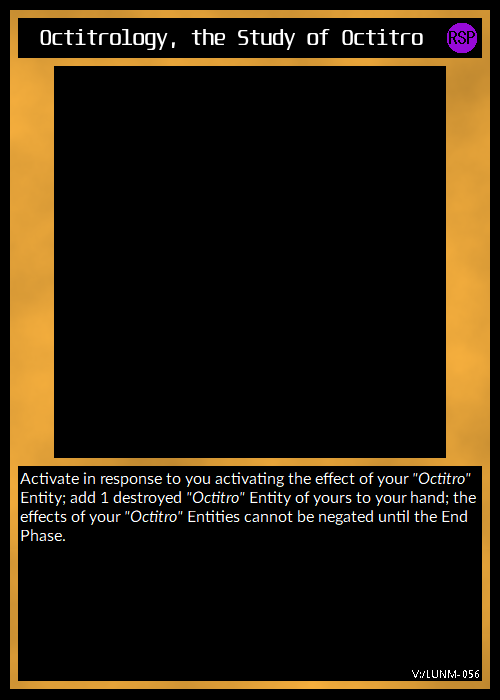 Octitrology, the Study of Octitro
RSP
Activate in response to you activating the effect of your "Octitro"
Entity; add 1 destroyed "Octitro" Entity of yours to your hand; the
effects of your "Octitro" Entities cannot be negated until the End
Phase.
V:/LUNM-056